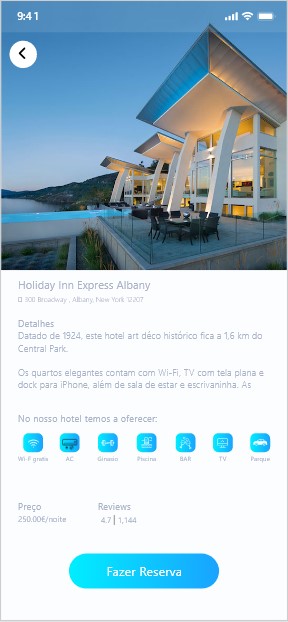 9:41
Holiday Inn Express Albany
300 Broadway , Albany, New York 12207
Detalhes
Datado de 1924, este hotel art déco histórico fica a 1,6 km do
Central Park.
Os quartos elegantes contam com Wi-Fi, TV com tela plana e
dock para iPhone, além de sala de estar e escrivaninha. As
No nosso hotel temos a oferecer:
Wi-Fi gratis AC Ginasio Piscina BAR TV Parque
Preço Reviews
250.00€/noite 4.7 | 1,144
Fazer Reserva